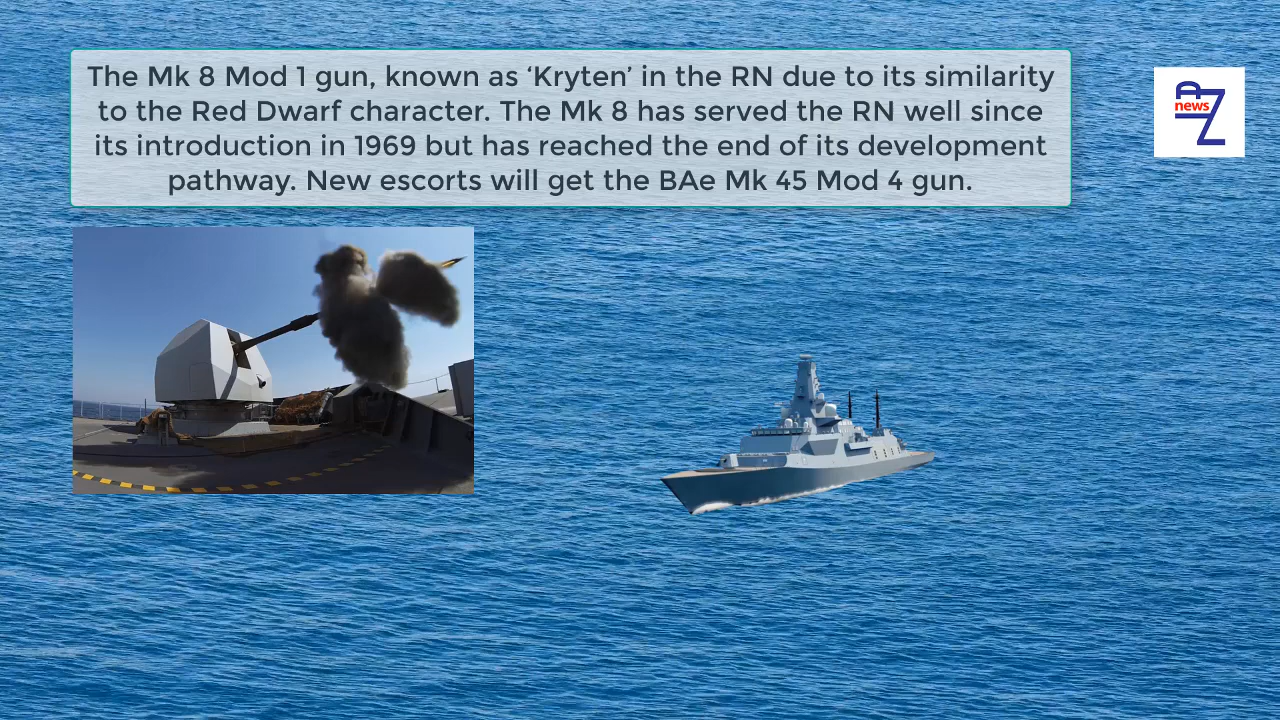 The Mk 8 Mod 1 gun, known as ‘Kryten’ in the RN due to its similarity
to the Red Dwarf character. The Mk 8 has served the RN well since
its introduction in 1969 but has reached the end of its development
pathway. New escorts will get the BAe Mk 45 Mod 4 gun.
A
news
Z